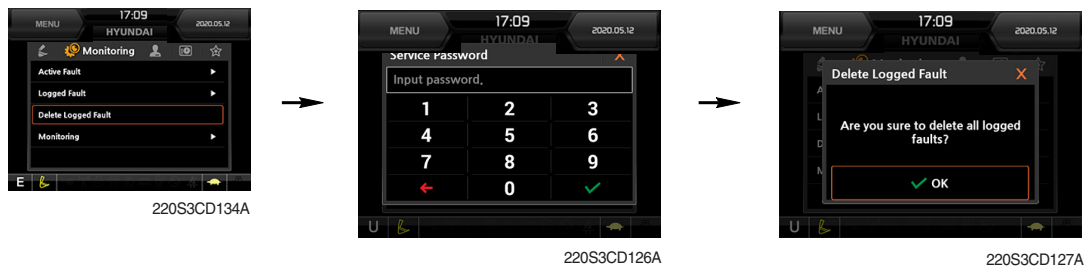 MENU
17:09
2020.05.12
HYUNDAI
Monitoring
Active Fault
Logged Fault
Delete Logged Fault
Monitoring
E
220S3CD134A
MENU
17:09
2020.05.12
HYUNDAI
Service Password
X
Input password.
1 2 3
4 5 6
7 8 9
0
U
220S3CD126A
MENU
17:09
2020.05.12
HYUNDAI
Delete Logged Fault
X
A
L
D
M
Are you sure to delete all logged
faults?
OK
U
220S3CD127A